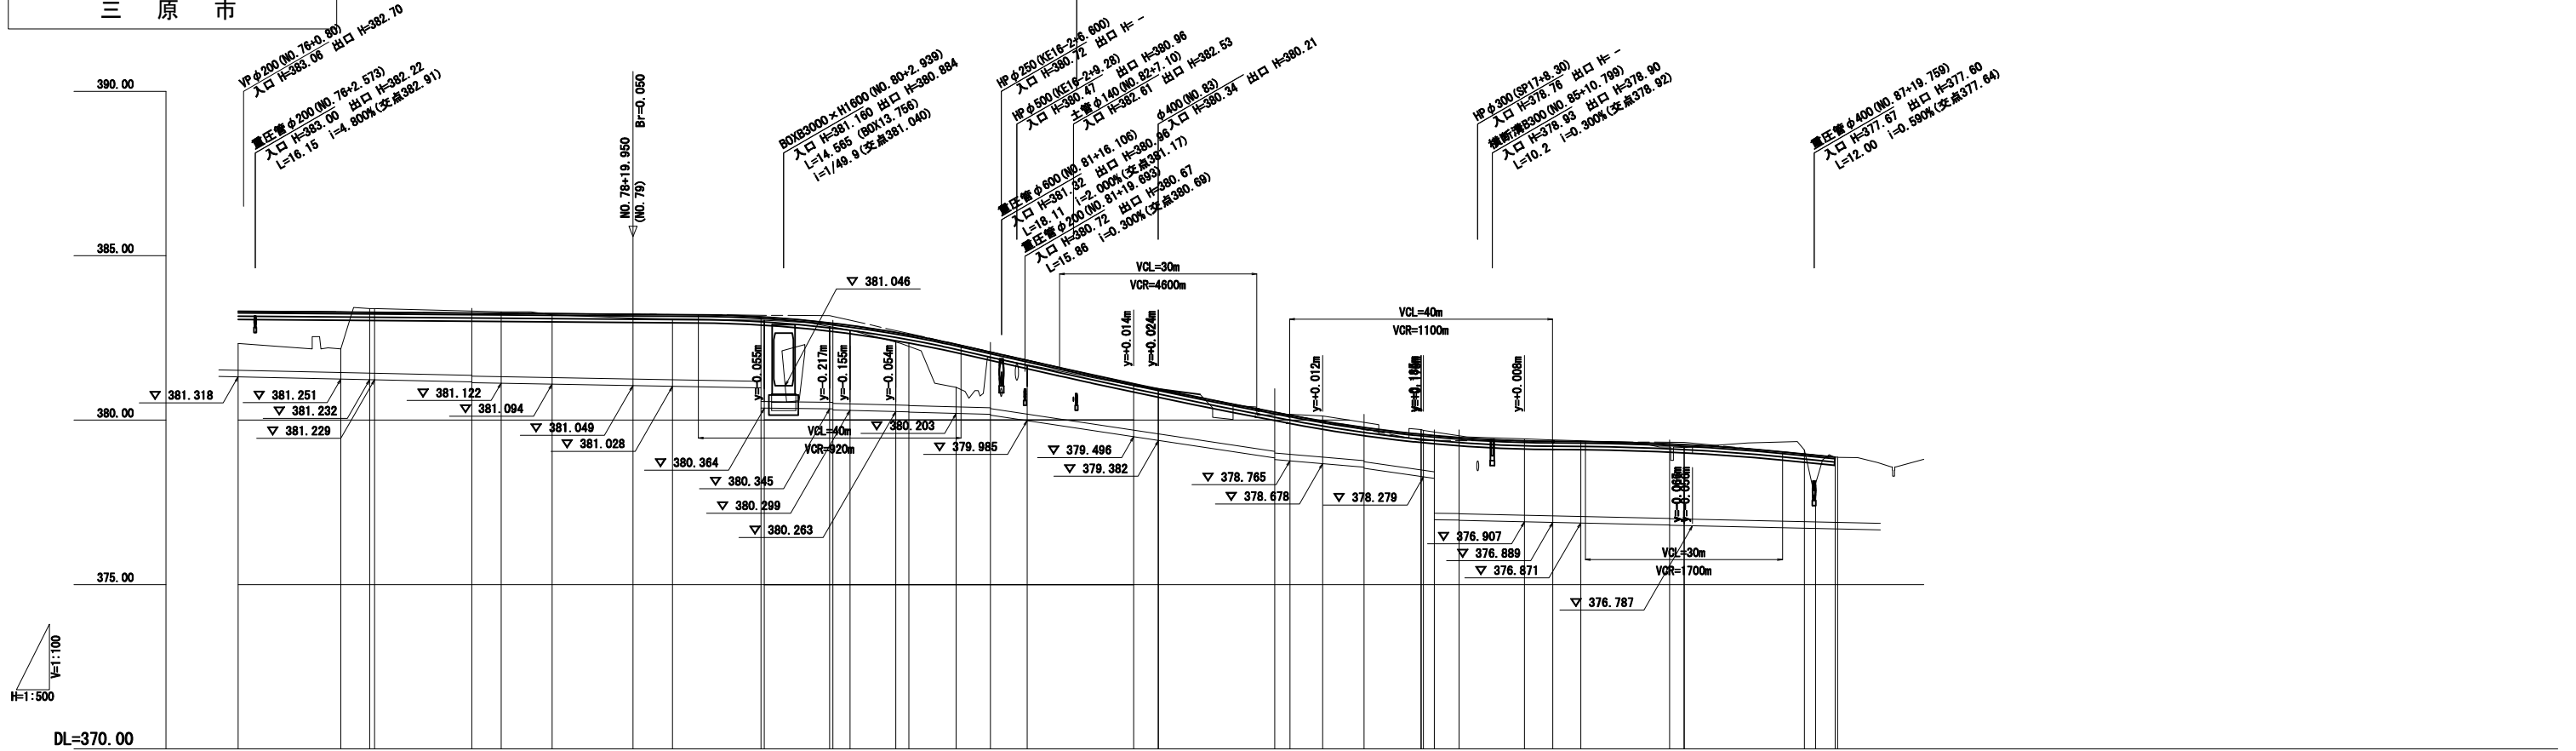 三原市
VPφ200(NO.76+0.80)
入口 H=383.06 出口 H=382.70
重圧管φ200(NO.76+2.573)
入口 H=383.00 出口 H=382.22
L=16.15 i=4.800%(交点382.91)
NO.78+19.950
(NO.79)
Br=0.050
BOXB3000×H1600(NO.80+2.939)
入口 H=381.160 出口 H=380.884
L=14.565 (BOX13.756)
i=1/49.9(交点381.040)
HPφ250(KE16-2+6.600)
入口 H=380.72 出口 H= -
HPφ500(KE16-2+9.28)
入口 H=380.47 出口 H=380.96
土管φ140(NO.82+7.10)
入口 H=382.61 出口 H=382.53
φ400(NO.83)
入口 H=380.34 出口 H=380.21
重圧管φ600(NO.81+16.106)
入口 H=381.32 出口 H=380.96
L=18.11 i=2.000%(交点381.17)
重圧管φ200(NO.81+19.693)
入口 H=380.72 出口 H=380.67
L=15.86 i=0.300%(交点380.69)
HPφ300(SP17+8.30)
入口 H=378.76 出口 H= -
横断溝B300(NO.85+10.799)
入口 H=378.93 出口 H=378.90
L=10.2 i=0.300%(交点378.92)
重圧管φ400(NO.87+19.759)
入口 H=377.67 出口 H=377.60
L=12.00 i=0.590%(交点377.64)
390.00
385.00
380.00
375.00
DL=370.00
V=1:100
H=1:500
▽ 381.046
VCL=30m
VCR=4600m
VCL=40m
VCR=1100m
y=-0.055m
y=-0.217m
y=-0.155m
y=-0.054m
y=+0.014m
y=+0.024m
y=+0.012m
y=+0.008m
▽ 381.318
▽ 381.251
▽ 381.232
▽ 381.229
▽ 381.122
▽ 381.094
▽ 381.049
▽ 381.028
▽ 380.364
▽ 380.345
▽ 380.299
▽ 380.263
VCL=40m
VCR=920m
▽ 380.203
▽ 379.985
▽ 379.496
▽ 379.382
▽ 378.765
▽ 378.678
▽ 378.279
▽ 376.907
▽ 376.889
▽ 376.871
▽ 376.787
VCL=30m
VCR=1700m